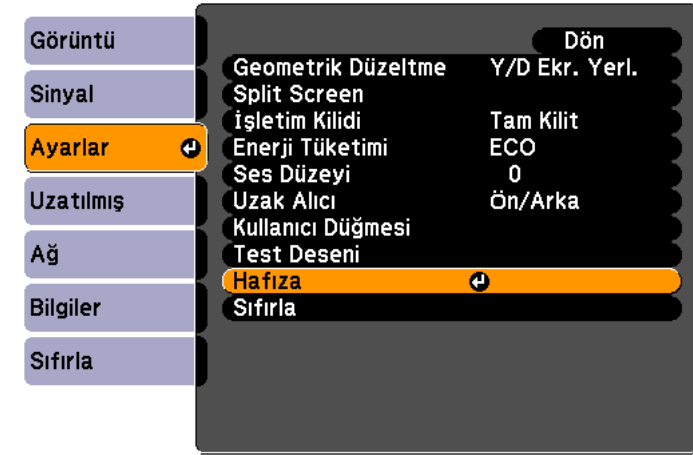 Görüntü
Sinyal
Ayarlar
Uzatılmış
Ağ
Bilgiler
Sıfırla
Dön
Geometrik Düzeltme Y/D Ekr. Yerl.
Split Screen
İşletim Kilidi Tam Kilit
Enerji Tüketimi ECO
Ses Düzeyi 0
Uzak Alıcı Ön/Arka
Kullanıcı Düğmesi
Test Deseni
Hafıza
Sıfırla